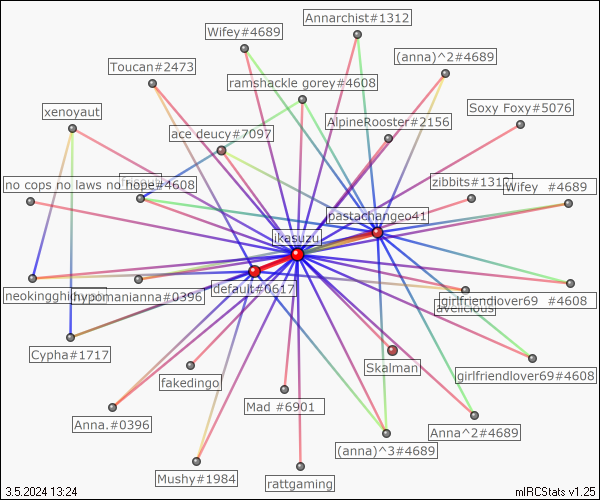 Annarchist#1312
Wifey#4689
(anna)^2#4689
Toucan#2473
ramshackle gorey#4608
Soxy Foxy#5076
xenoyaut
AlpineRooster#2156
ace deucy#7097
no cops no laws no hope#4608
zibbits#1312
Wifey #4689
pastachangeo41
ikasuzu
default#0617
neokingghidorah
hypomanianna#0396
girlfriendlover69 #4608
avelicious
Cypha#1717
Skalman
girlfriendlover69#4608
fakedingo
Mad #6901
Anna.#0396
Anna^2#4689
(anna)^3#4689
Mushy#1984
rattgaming
3.5.2024 13:24
mIRCStats v1.25